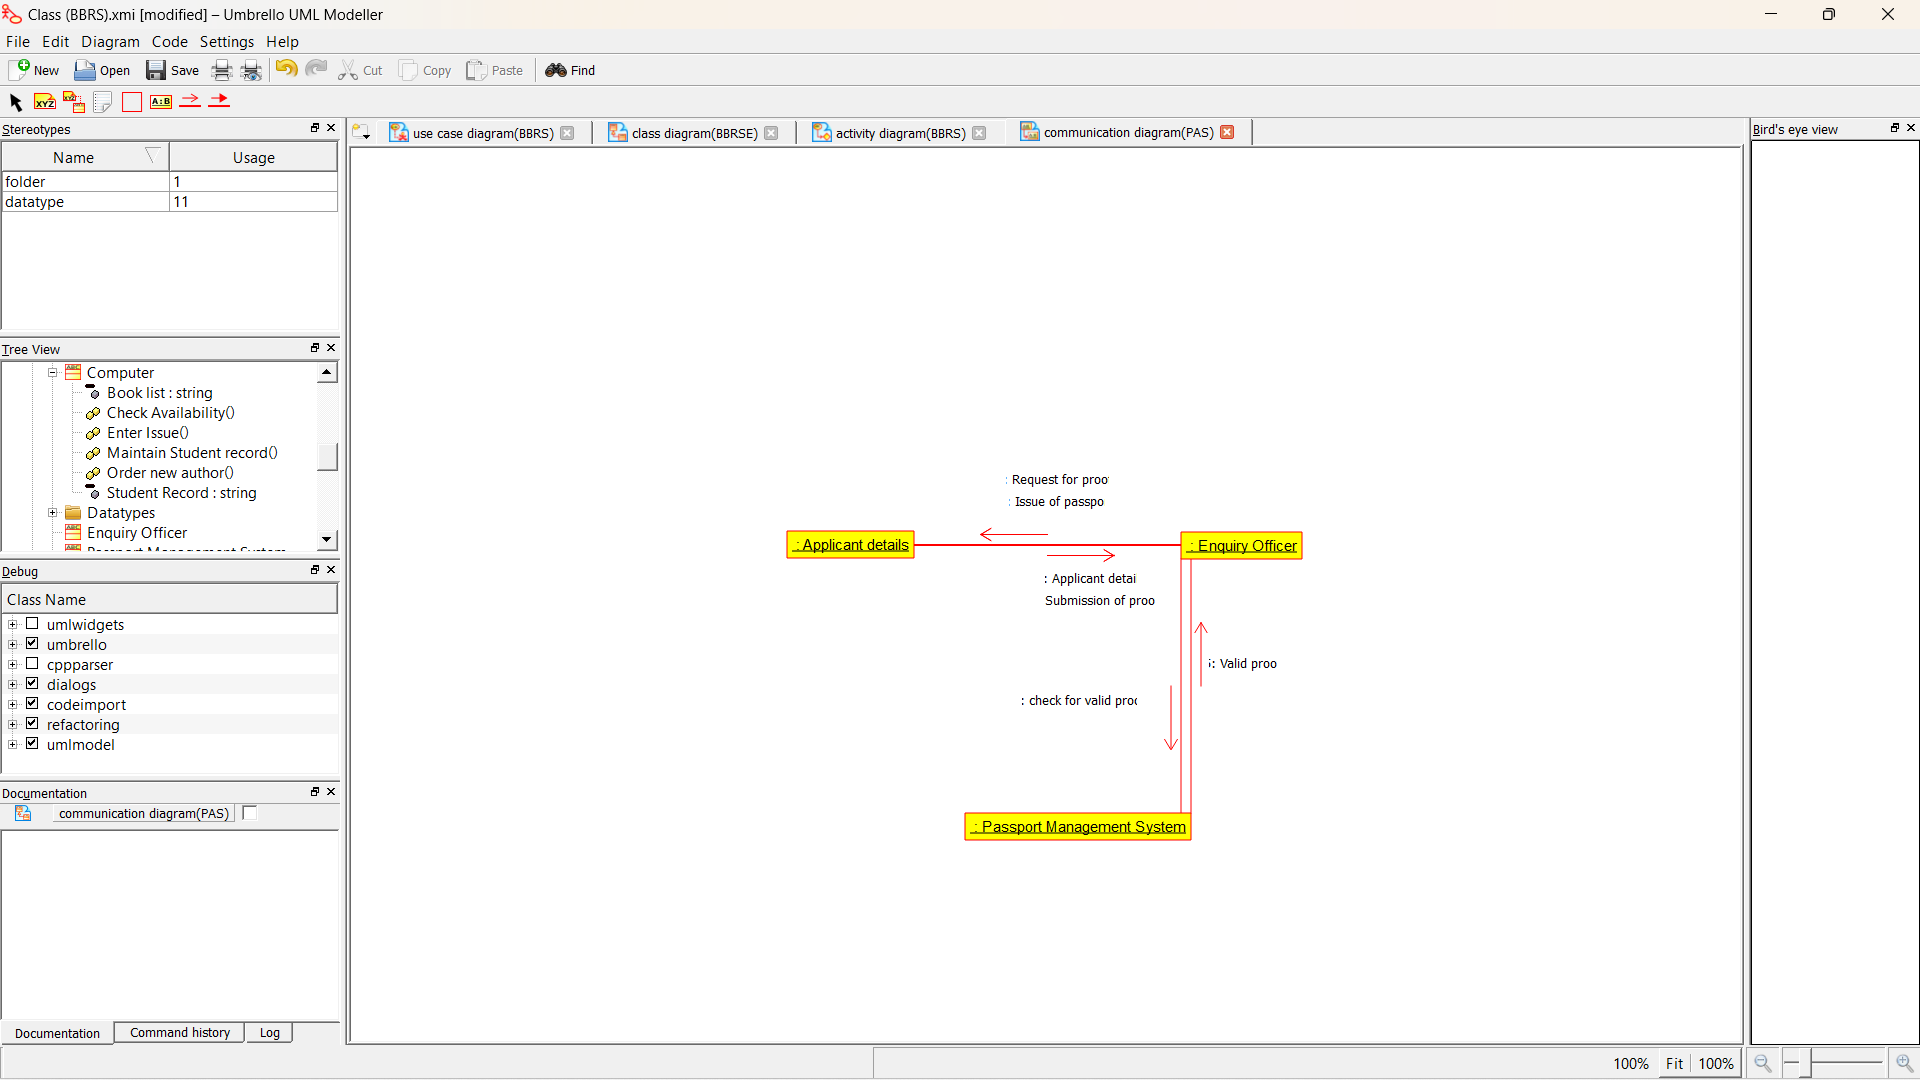 Class (BBRS).xmi [modified] – Umbrello UML Modeller
File Edit Diagram Code Settings Help
New Open Save Cut Copy Paste Find
XYZ XYZ A:B
Stereotypes
Name Usage
folder 1
datatype 11
Tree View
Computer
Book list : string
Check Availability()
Enter Issue()
Maintain Student record()
Order new author()
Student Record : string
Datatypes
Enquiry Officer
Passport Management System
Debug
Class Name
umlwidgets
umbrello
cppparser
dialogs
codeimport
refactoring
umlmodel
Documentation
communication diagram(PAS)
Documentation Command history Log
use case diagram(BBRS) class diagram(BBRSE) activity diagram(BBRS) communication diagram(PAS)
: Request for proo
: Issue of passpo
: Applicant details
: Enquiry Officer
: Applicant detai
Submission of proo
: Valid proo
: check for valid proo
: Passport Management System
Bird's eye view
100% Fit 100%